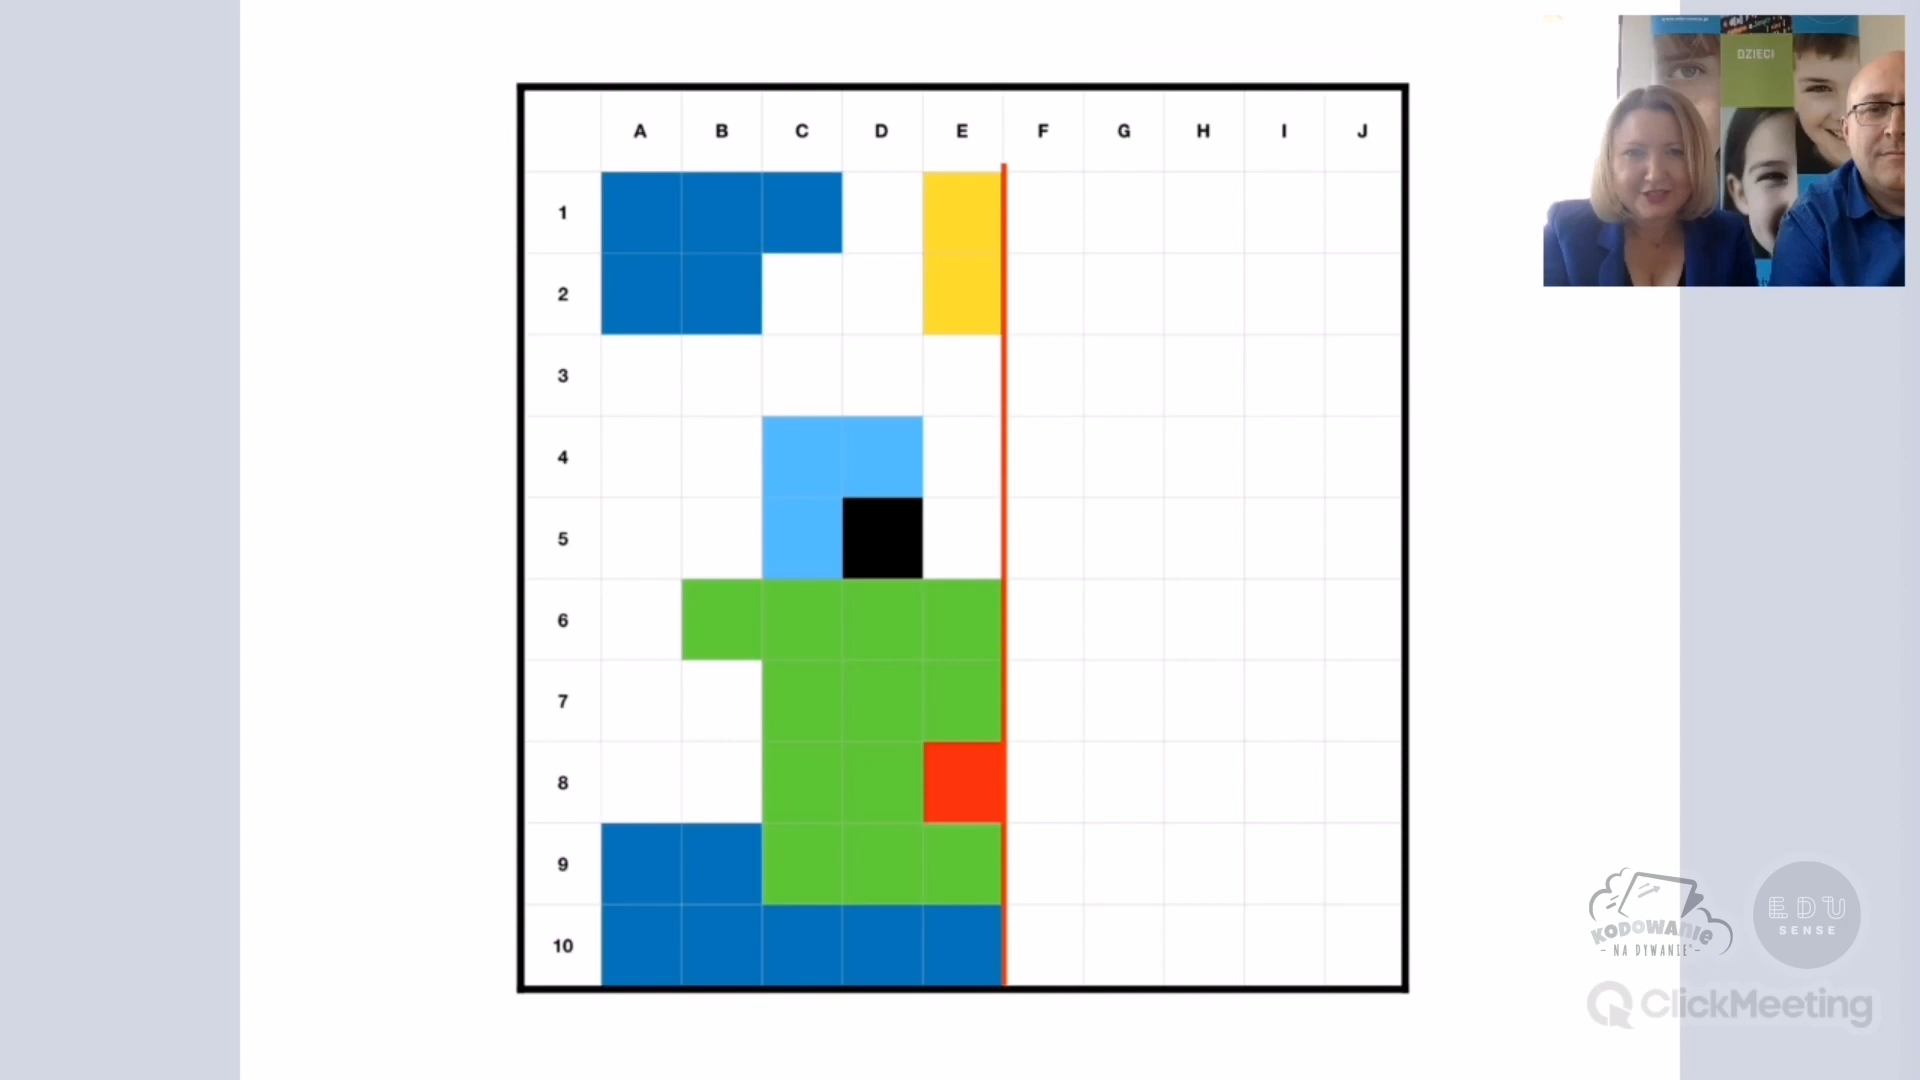 A B C D E F G H I J
1
2
3
4
5
6
7
8
9
10
DZIECI
KODOWANIE
- NA DYWANIE -
EDU
SENSE
ClickMeeting